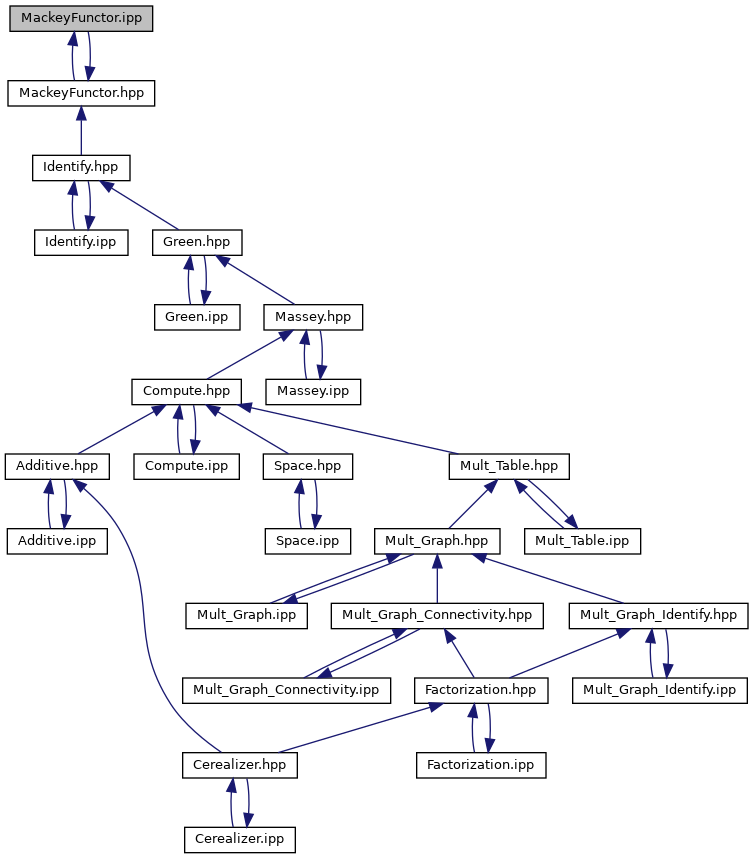 MackeyFunctor.ipp
MackeyFunctor.hpp
Identify.hpp
Identify.ipp
Green.hpp
Green.ipp
Massey.hpp
Compute.hpp
Massey.ipp
Additive.hpp
Compute.ipp
Space.hpp
Mult_Table.hpp
Additive.ipp
Space.ipp
Mult_Graph.hpp
Mult_Table.ipp
Mult_Graph.ipp
Mult_Graph_Connectivity.hpp
Mult_Graph_Identify.hpp
Mult_Graph_Connectivity.ipp
Factorization.hpp
Mult_Graph_Identify.ipp
Cerealizer.hpp
Factorization.ipp
Cerealizer.ipp